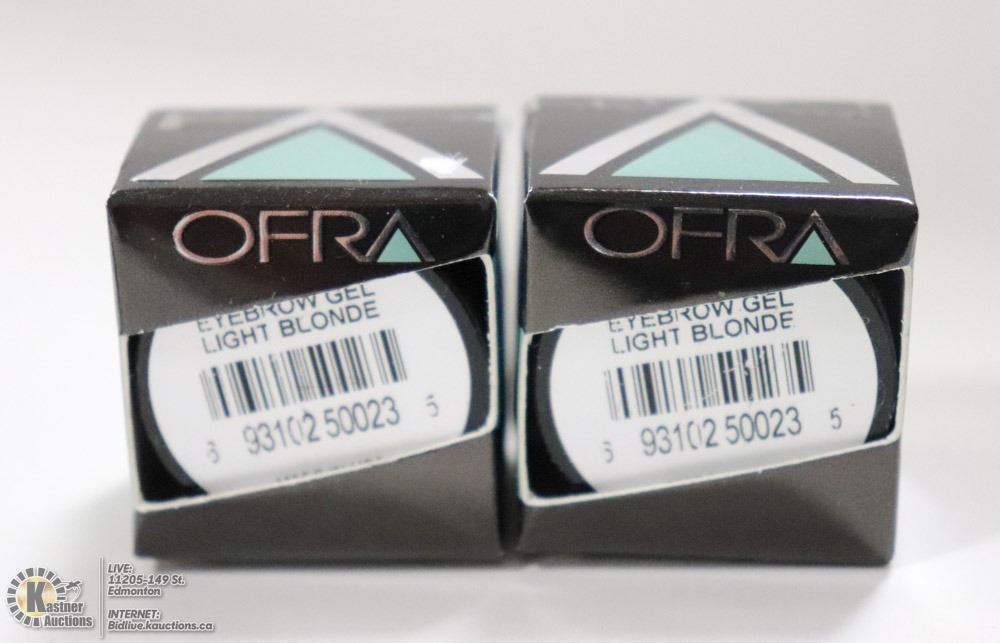 OFRA
EYEBROW GEL
LIGHT BLONDE
93102 50023 5
OFRA
EYEBROW GEL
LIGHT BLONDE
93102 50023 5
Kastner
Auctions
LIVE:
11205-149 St.
Edmonton
INTERNET:
Bidlive.kauctions.ca